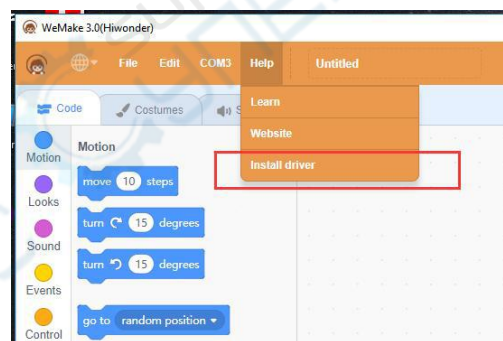 WeMake 3.0(Hiwonder)
File Edit COM3 Help Untitled
Learn
Website
Install driver
Code Costumes S
Motion Motion
move 10 steps
Looks
turn 15 degrees
Sound
turn 15 degrees
Events
go to random position
Control